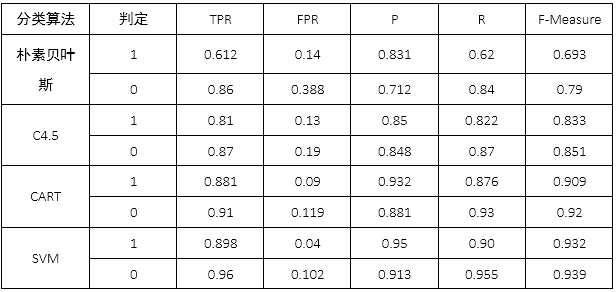 分类算法 判定 TPR FPR P R F-Measure
朴素贝叶斯 1 0.612 0.14 0.831 0.62 0.693
0 0.86 0.388 0.712 0.84 0.79
C4.5 1 0.81 0.13 0.85 0.822 0.833
0 0.87 0.19 0.848 0.87 0.851
CART 1 0.881 0.09 0.932 0.876 0.909
0 0.91 0.119 0.881 0.93 0.92
SVM 1 0.898 0.04 0.95 0.90 0.932
0 0.96 0.102 0.913 0.955 0.939